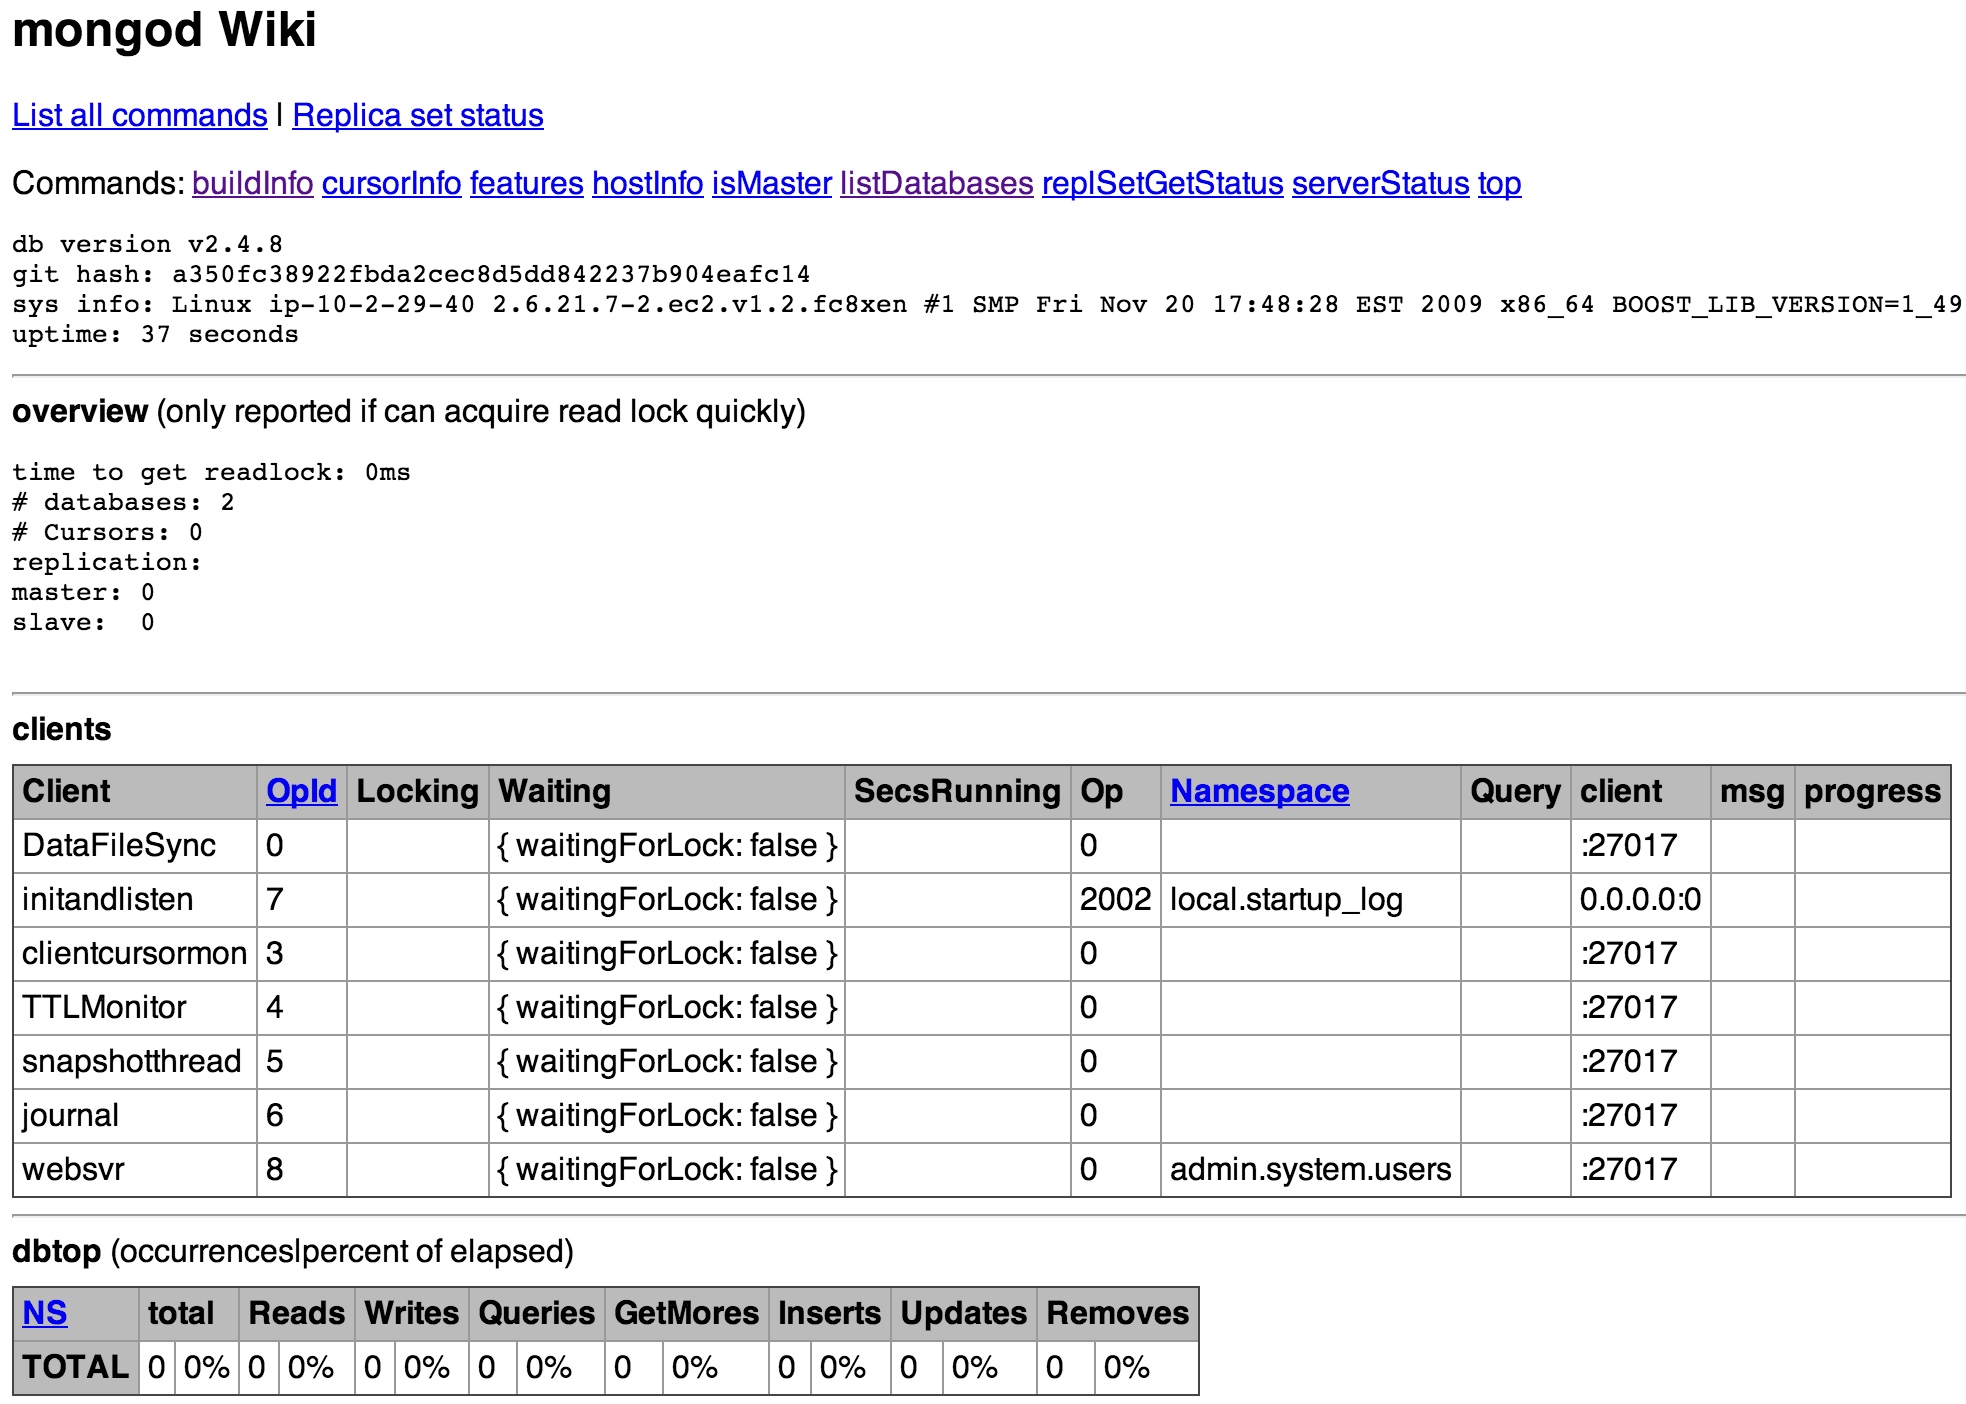 mongod Wiki
List all commands | Replica set status
Commands: buildInfo cursorInfo features hostInfo isMaster listDatabases replSetGetStatus serverStatus top
db version v2.4.8
git hash: a350fc38922fbda2cec8d5dd842237b904eafc14
sys info: Linux ip-10-2-29-40 2.6.21.7-2.ec2.v1.2.fc8xen #1 SMP Fri Nov 20 17:48:28 EST 2009 x86_64 BOOST_LIB_VERSION=1_49
uptime: 37 seconds
overview (only reported if can acquire read lock quickly)
time to get readlock: 0ms
# databases: 2
# Cursors: 0
replication:
master: 0
slave:  0
clients
Client OpId Locking Waiting SecsRunning Op Namespace Query client msg progress
DataFileSync 0 { waitingForLock: false } 0 :27017
initandlisten 7 { waitingForLock: false } 2002 local.startup_log 0.0.0.0:0
clientcursormon 3 { waitingForLock: false } 0 :27017
TTLMonitor 4 { waitingForLock: false } 0 :27017
snapshotthread 5 { waitingForLock: false } 0 :27017
journal 6 { waitingForLock: false } 0 :27017
websvr 8 { waitingForLock: false } 0 admin.system.users :27017
dbtop (occurrences|percent of elapsed)
NS total Reads Writes Queries GetMores Inserts Updates Removes
TOTAL 0 0% 0 0% 0 0% 0 0% 0 0% 0 0% 0 0% 0 0%